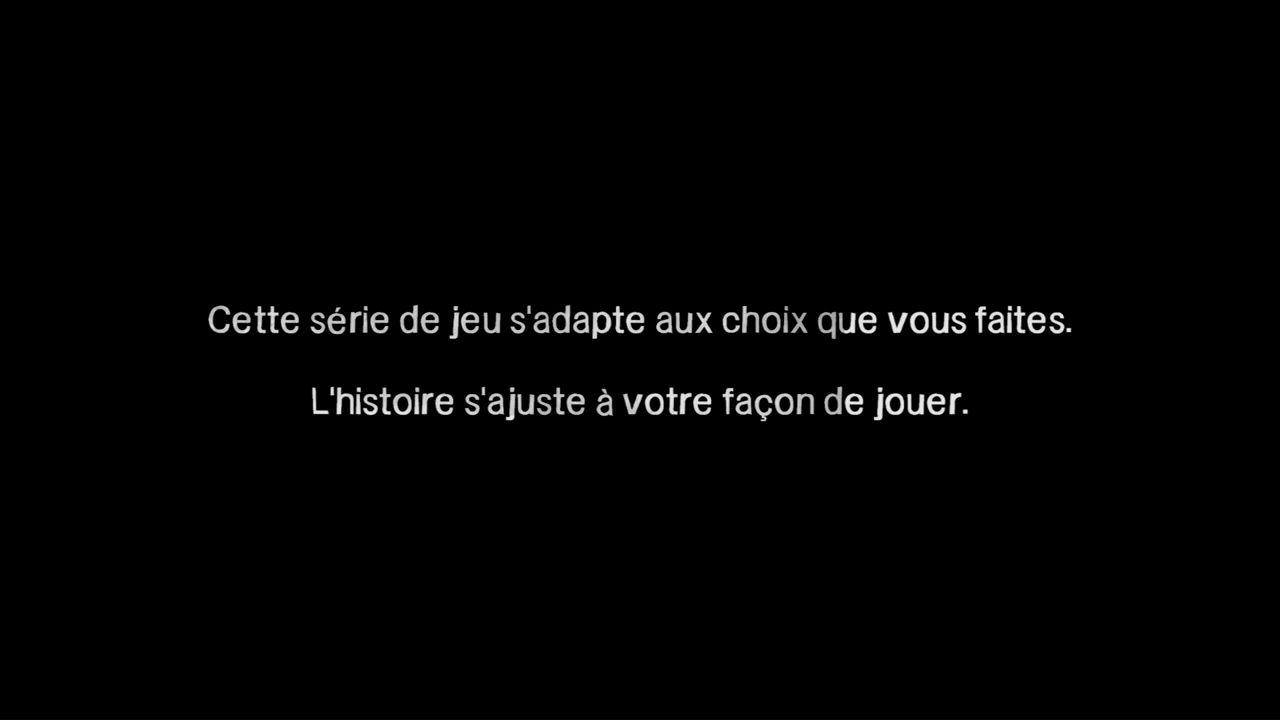 Cette série de jeu s'adapte aux choix que vous faites.
L'histoire s'ajuste à votre façon de jouer.